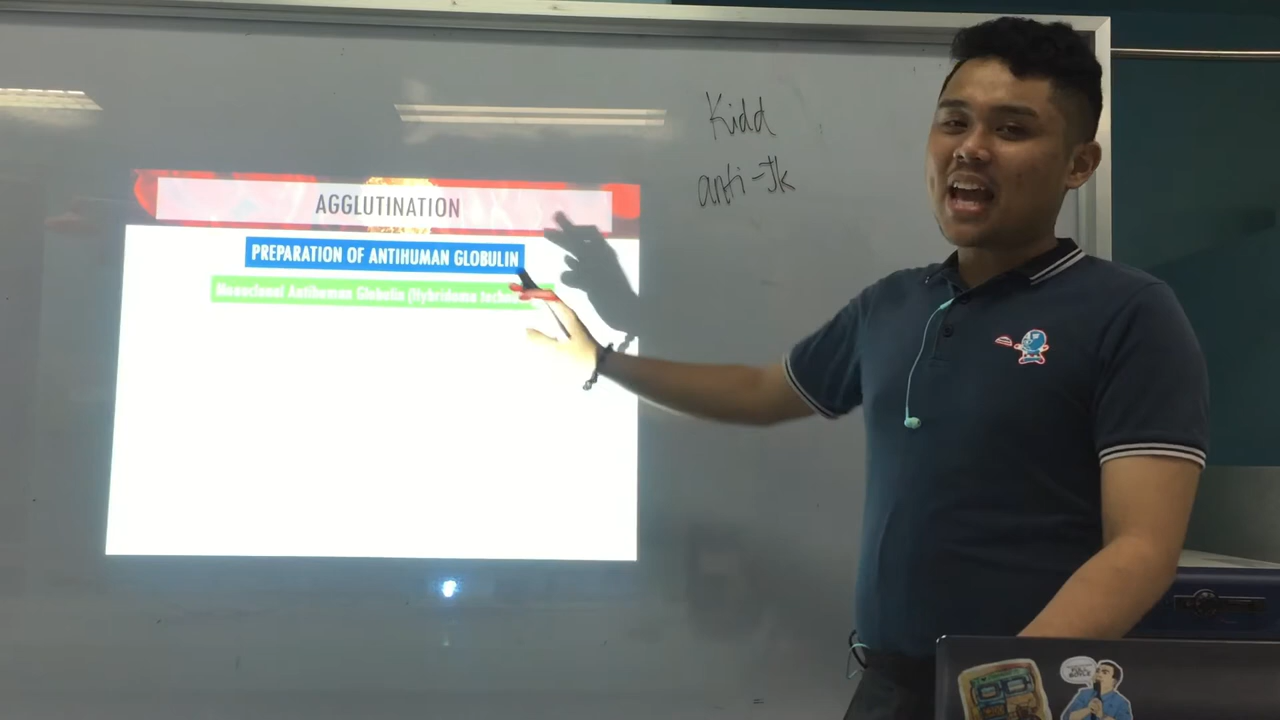 Kidd
anti-Jk
AGGLUTINATION
PREPARATION OF ANTIHUMAN GLOBULIN
Monoclonal Antihuman Globulin (Hybridoma